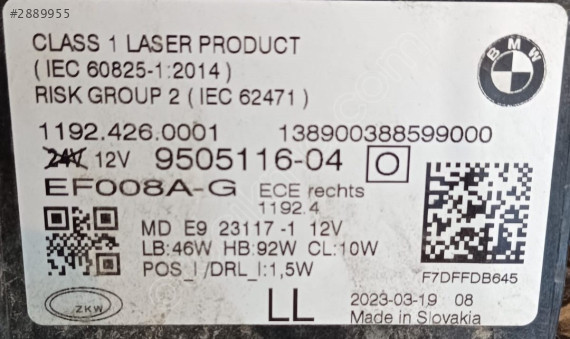 #2889955
CLASS 1 LASER PRODUCT
(IEC 60825-1:2014)
RISK GROUP 2 (IEC 62471)
BMW
1192.426.0001 138900388599000
24V 12V 9505116-04 O
EF008A-G ECE rechts
1192.4
MD E9 23117 -1 12V
LB:46W HB:92W CL:10W
POS_I /DRL_I:1,5W
F7DFFDB645
ZKW
LL
2023-03-19 08
Made in Slovakia